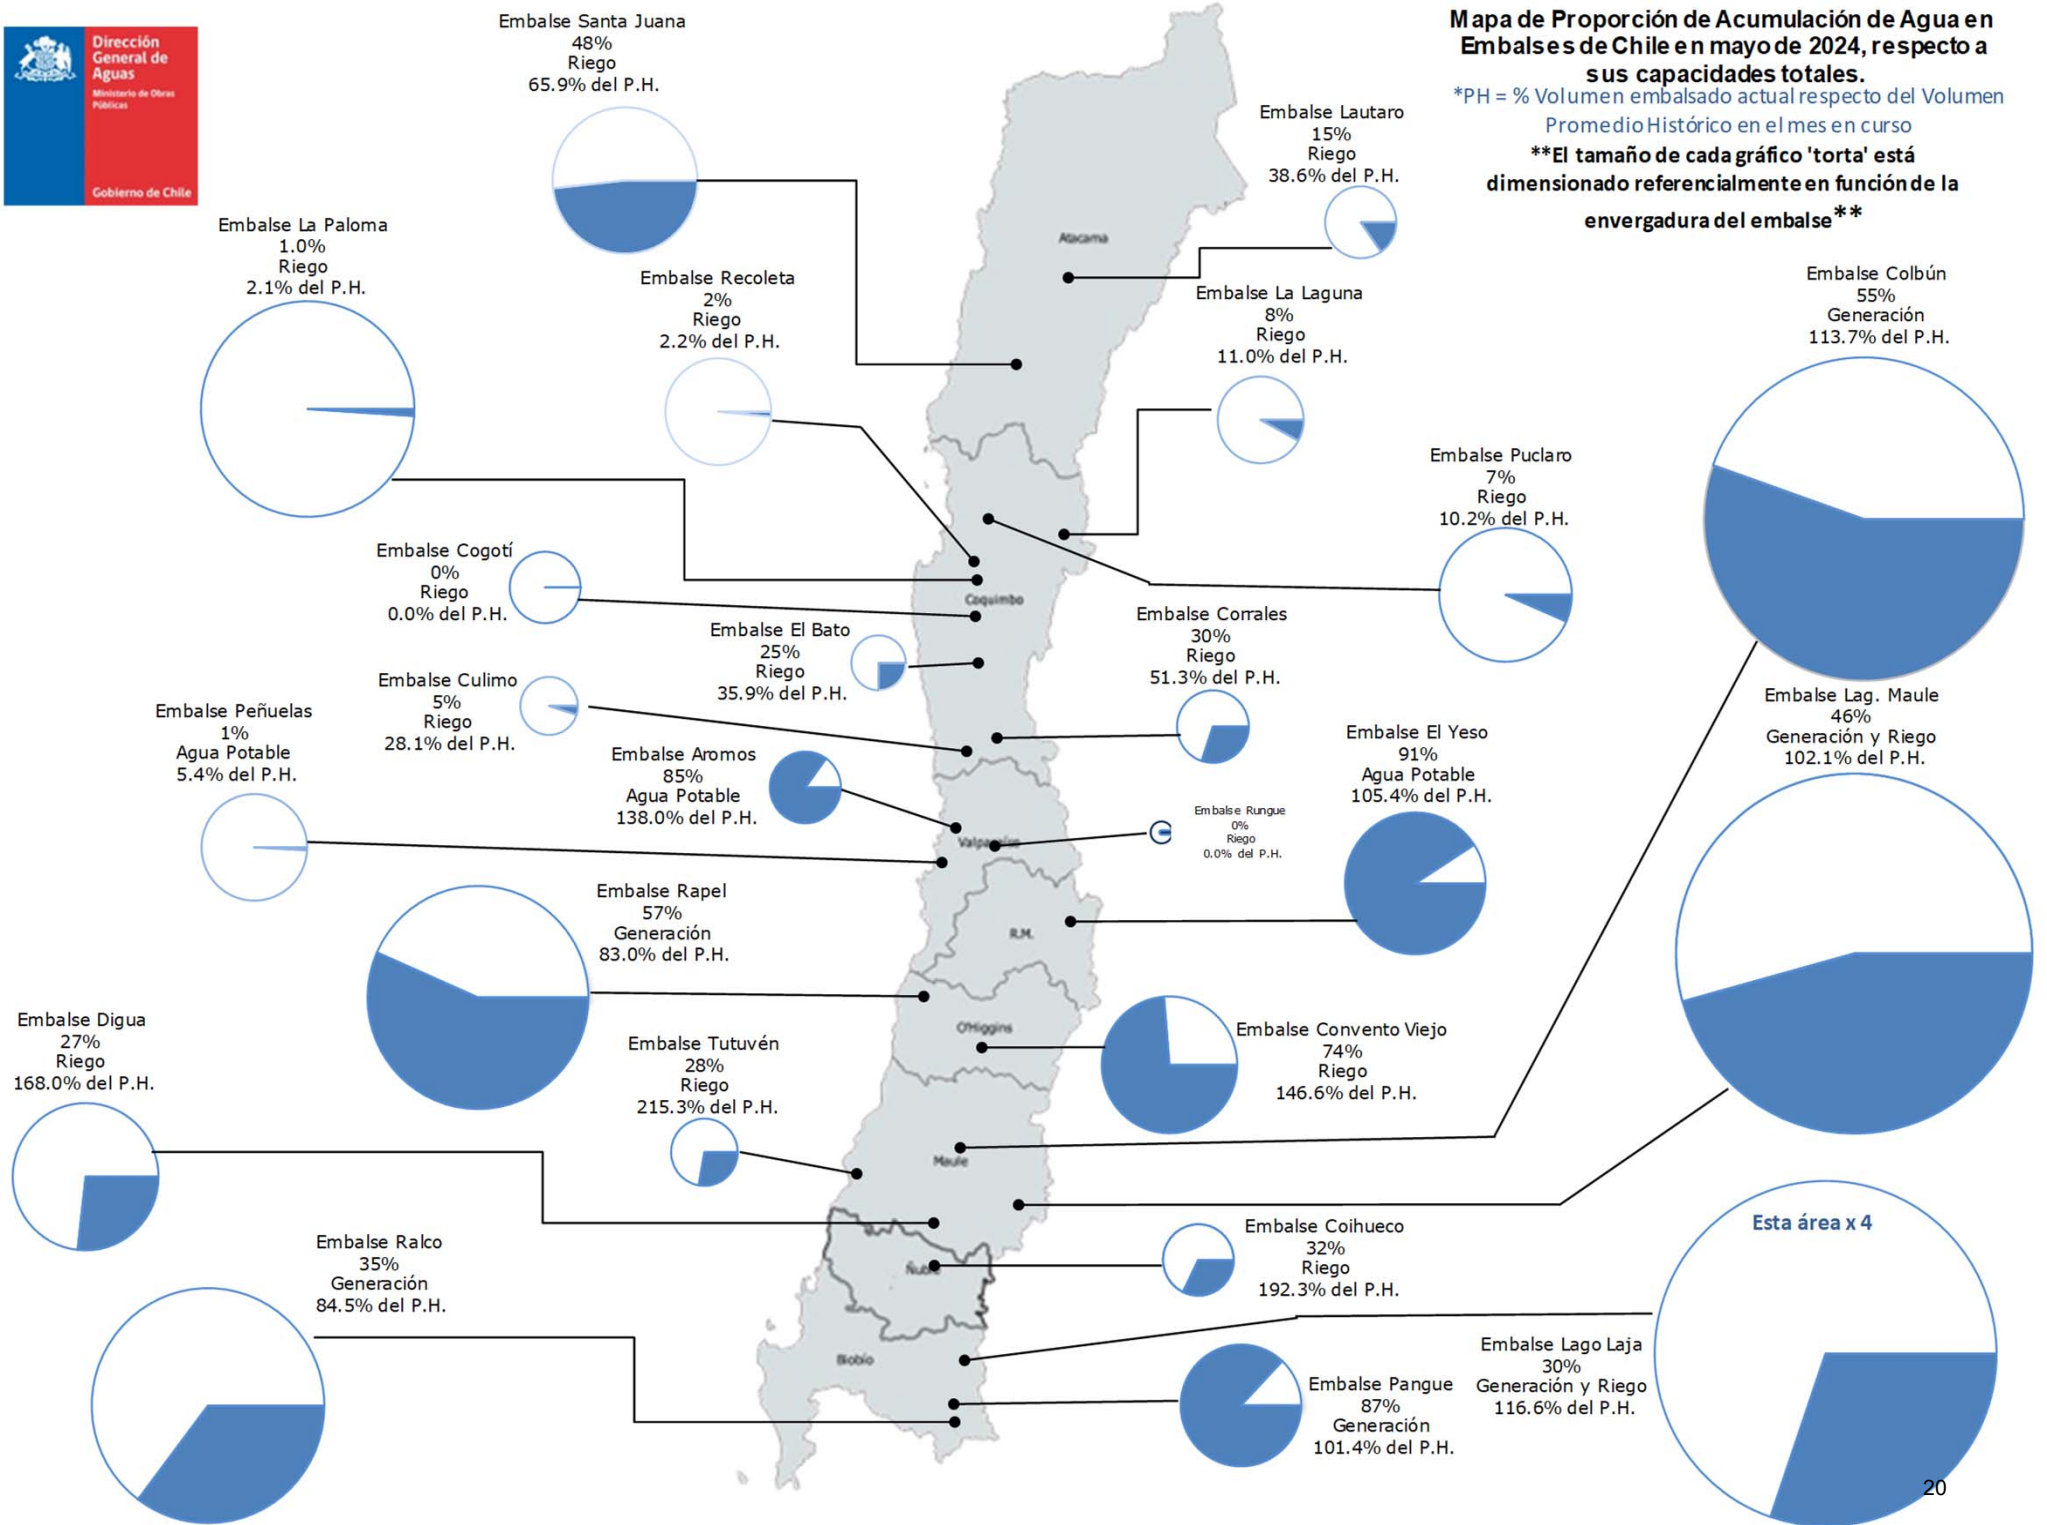 Dirección
General de
Aguas
Ministerio de Obras
Públicas
Gobierno de Chile
Mapa de Proporción de Acumulación de Agua en
Embalses de Chile en mayo de 2024, respecto a
sus capacidades totales.
*PH = % Volumen embalsado actual respecto del Volumen
Promedio Histórico en el mes en curso
**El tamaño de cada gráfico 'torta' está
dimensionado referencialmente en función de la
envergadura del embalse**
Embalse Santa Juana
48%
Riego
65.9% del P.H.
Embalse Lautaro
15%
Riego
38.6% del P.H.
Embalse La Paloma
1.0%
Riego
2.1% del P.H.
Embalse Recoleta
2%
Riego
2.2% del P.H.
Embalse La Laguna
8%
Riego
11.0% del P.H.
Embalse Colbún
55%
Generación
113.7% del P.H.
Embalse Puclaro
7%
Riego
10.2% del P.H.
Embalse Cogotí
0%
Riego
0.0% del P.H.
Embalse El Bato
25%
Riego
35.9% del P.H.
Embalse Corrales
30%
Riego
51.3% del P.H.
Embalse Culimo
5%
Riego
28.1% del P.H.
Embalse Lag. Maule
46%
Generación y Riego
102.1% del P.H.
Embalse Peñuelas
1%
Agua Potable
5.4% del P.H.
Embalse Aromos
85%
Agua Potable
138.0% del P.H.
Embalse El Yeso
91%
Agua Potable
105.4% del P.H.
Embalse Rungue
0%
Riego
0.0% del P.H.
Embalse Rapel
57%
Generación
83.0% del P.H.
Embalse Digua
27%
Riego
168.0% del P.H.
Embalse Tutuvén
28%
Riego
215.3% del P.H.
Embalse Convento Viejo
74%
Riego
146.6% del P.H.
Embalse Ralco
35%
Generación
84.5% del P.H.
Embalse Coihueco
32%
Riego
192.3% del P.H.
Esta área x 4
Embalse Lago Laja
30%
Generación y Riego
116.6% del P.H.
Embalse Pangue
87%
Generación
101.4% del P.H.
Atacama
Coquimbo
Valparaíso
R.M.
O'Higgins
Maule
Ñuble
Biobío
20